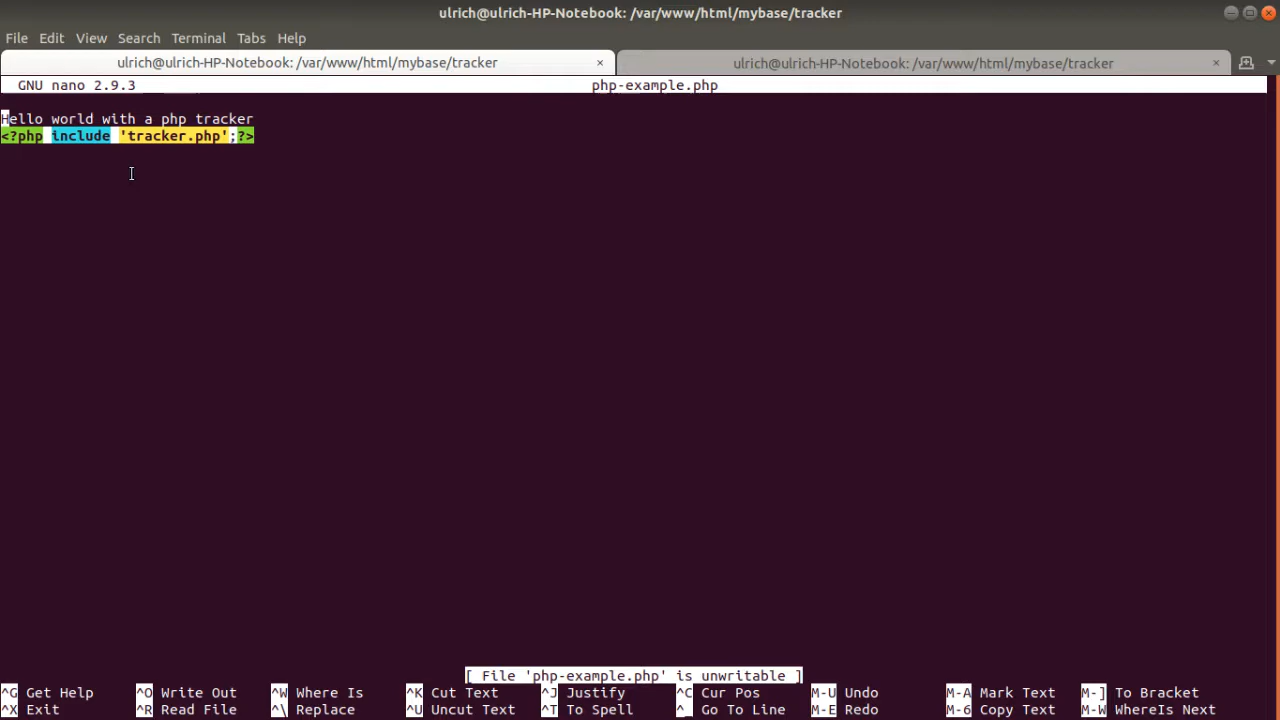 ulrich@ulrich-HP-Notebook: /var/www/html/mybase/tracker
File Edit View Search Terminal Tabs Help
ulrich@ulrich-HP-Notebook: /var/www/html/mybase/tracker × ulrich@ulrich-HP-Notebook: /var/www/html/mybase/tracker ×
GNU nano 2.9.3 php-example.php
Hello world with a php tracker
<?php include 'tracker.php';?>
[ File 'php-example.php' is unwritable ]
^G Get Help ^O Write Out ^W Where Is ^K Cut Text ^J Justify ^C Cur Pos M-U Undo M-A Mark Text M-] To Bracket
^X Exit ^R Read File ^\ Replace ^U Uncut Text ^T To Spell ^_ Go To Line M-E Redo M-6 Copy Text M-W WhereIs Next